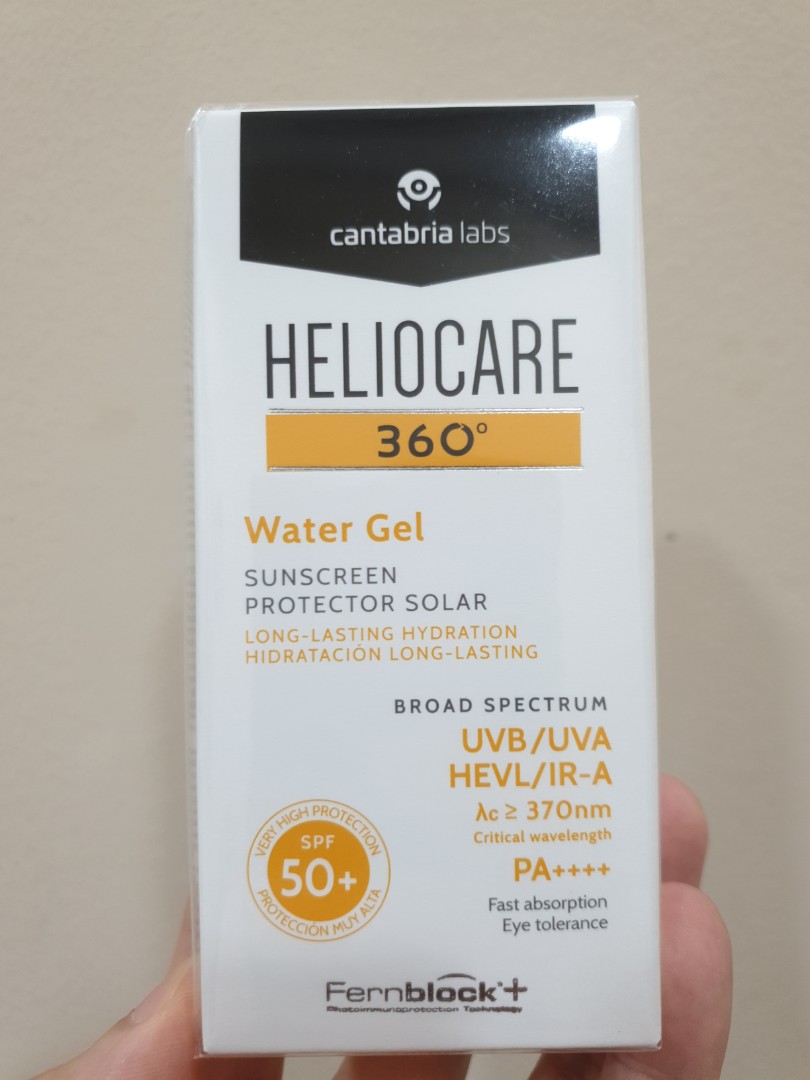 cantabria labs
HELIOCARE
360°
Water Gel
SUNSCREEN
PROTECTOR SOLAR
LONG-LASTING HYDRATION
HIDRATACIÓN LONG-LASTING
BROAD SPECTRUM
UVB/UVA
HEVL/IR-A
λc ≥ 370nm
Critical wavelength
PA++++
Fast absorption
Eye tolerance
VERY HIGH PROTECTION
SPF
50+
PROTECCIÓN MUY ALTA
Fernblock+
Photoimmunoprotection Technology